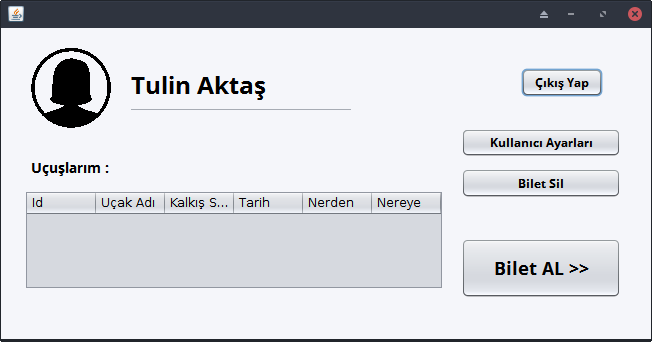 Tulin Aktaş
Çıkış Yap
Kullanıcı Ayarları
Uçuşlarım :
Bilet Sil
Id Uçak Adı Kalkış S... Tarih Nerden Nereye
Bilet AL >>